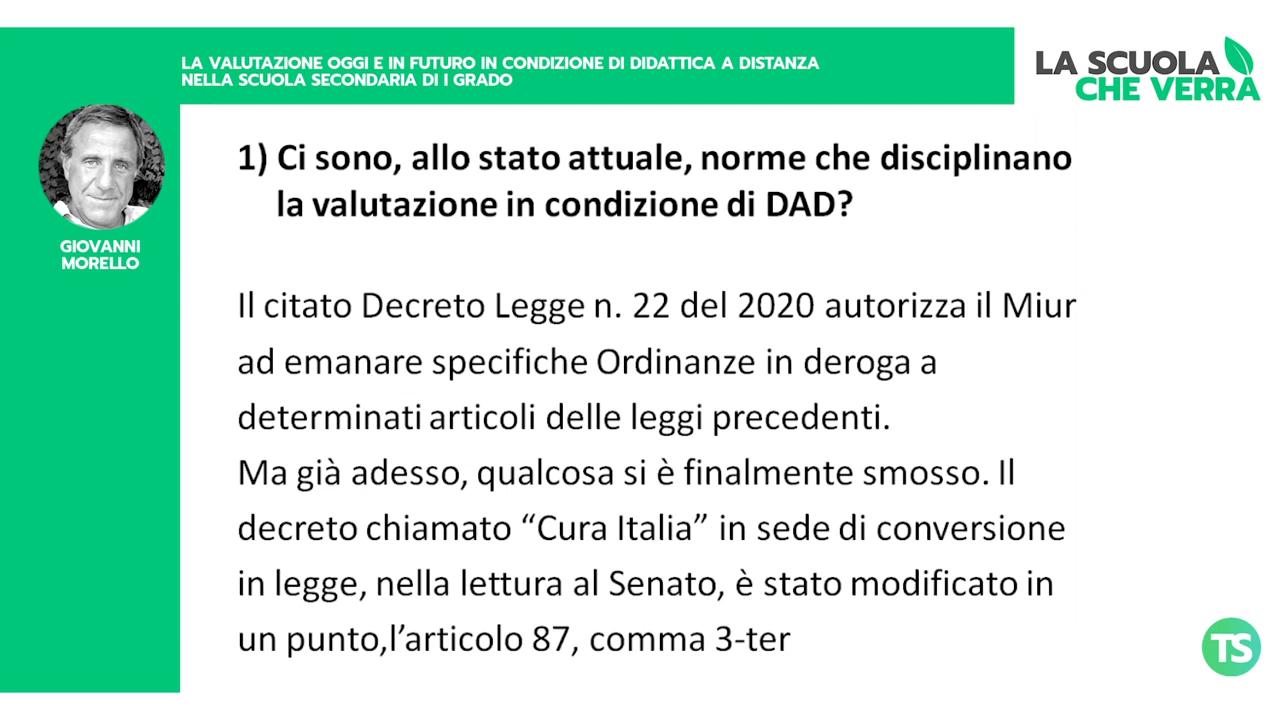 LA VALUTAZIONE OGGI E IN FUTURO IN CONDIZIONE DI DIDATTICA A DISTANZA
NELLA SCUOLA SECONDARIA DI I GRADO
LA SCUOLA
CHE VERRA
GIOVANNI
MORELLO
1) Ci sono, allo stato attuale, norme che disciplinano
la valutazione in condizione di DAD?
Il citato Decreto Legge n. 22 del 2020 autorizza il Miur
ad emanare specifiche Ordinanze in deroga a
determinati articoli delle leggi precedenti.
Ma già adesso, qualcosa si è finalmente smosso. Il
decreto chiamato “Cura Italia” in sede di conversione
in legge, nella lettura al Senato, è stato modificato in
un punto,l’articolo 87, comma 3-ter
TS